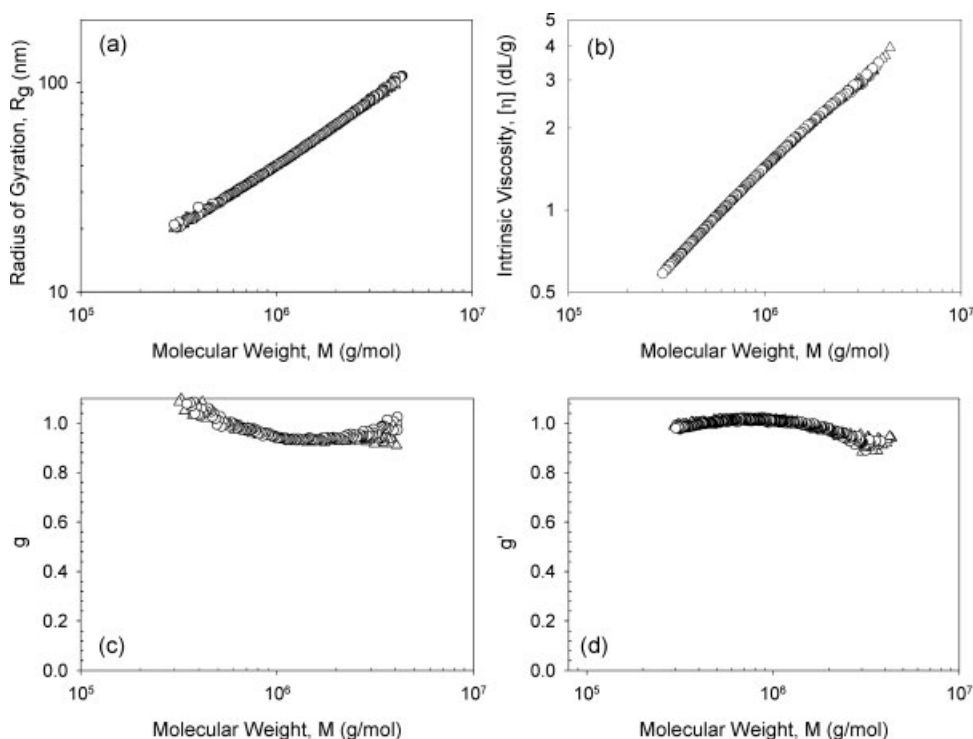 (a)
Radius of Gyration, Rg (nm)
100
10
10⁵ 10⁶ 10⁷
Molecular Weight, M (g/mol)
(b)
Intrinsic Viscosity, [η] (dL/g)
5
4
3
2
1
0.5
10⁵ 10⁶ 10⁷
Molecular Weight, M (g/mol)
(c)
g
1.0
0.8
0.6
0.4
0.2
0.0
10⁵ 10⁶ 10⁷
Molecular Weight, M (g/mol)
(d)
g'
1.0
0.8
0.6
0.4
0.2
0.0
10⁵ 10⁶ 10⁷
Molecular Weight, M (g/mol)